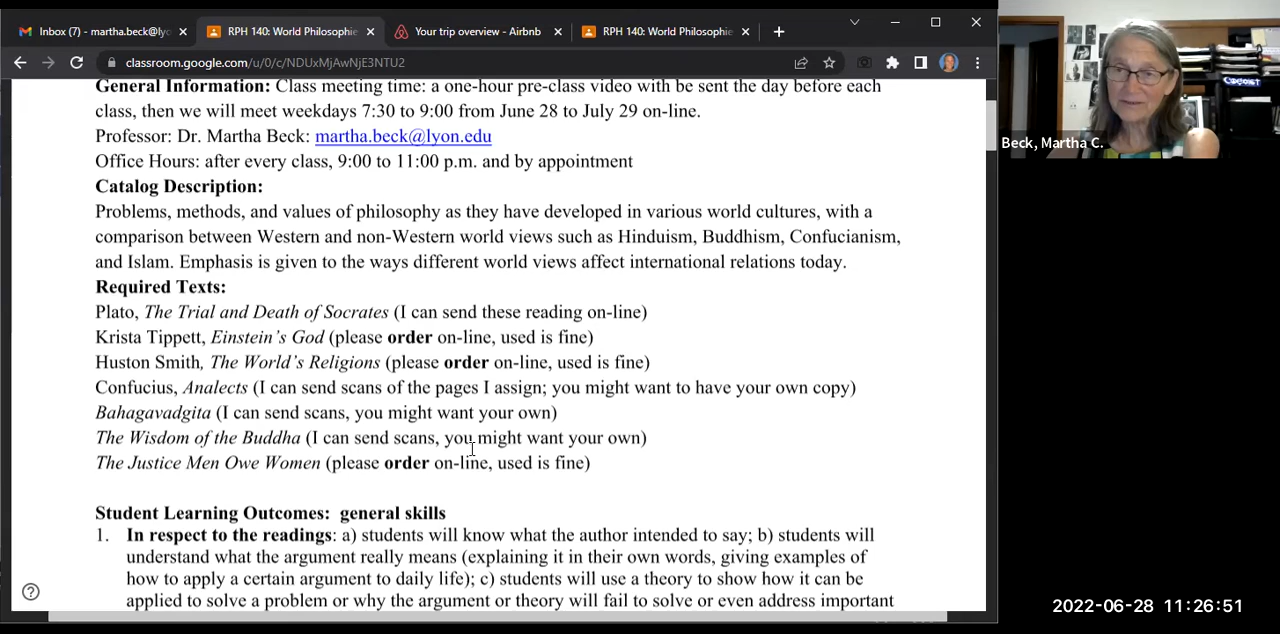 Inbox (7) - martha.beck@lyo
RPH 140: World Philosophie
Your trip overview - Airbnb
RPH 140: World Philosophie
classroom.google.com/u/0/c/NDUxMjAwNjE3NTU2
General Information: Class meeting time: a one-hour pre-class video with be sent the day before each
class, then we will meet weekdays 7:30 to 9:00 from June 28 to July 29 on-line.
Professor: Dr. Martha Beck: martha.beck@lyon.edu
Office Hours: after every class, 9:00 to 11:00 p.m. and by appointment
Catalog Description:
Problems, methods, and values of philosophy as they have developed in various world cultures, with a
comparison between Western and non-Western world views such as Hinduism, Buddhism, Confucianism,
and Islam. Emphasis is given to the ways different world views affect international relations today.
Required Texts:
Plato, The Trial and Death of Socrates (I can send these reading on-line)
Krista Tippett, Einstein's God (please order on-line, used is fine)
Huston Smith, The World's Religions (please order on-line, used is fine)
Confucius, Analects (I can send scans of the pages I assign; you might want to have your own copy)
Bahagavadgita (I can send scans, you might want your own)
The Wisdom of the Buddha (I can send scans, you might want your own)
The Justice Men Owe Women (please order on-line, used is fine)
Student Learning Outcomes: general skills
1. In respect to the readings: a) students will know what the author intended to say; b) students will
understand what the argument really means (explaining it in their own words, giving examples of
how to apply a certain argument to daily life); c) students will use a theory to show how it can be
applied to solve a problem or why the argument or theory will fail to solve or even address important
Beck, Martha C.
2022-06-28 11:26:51